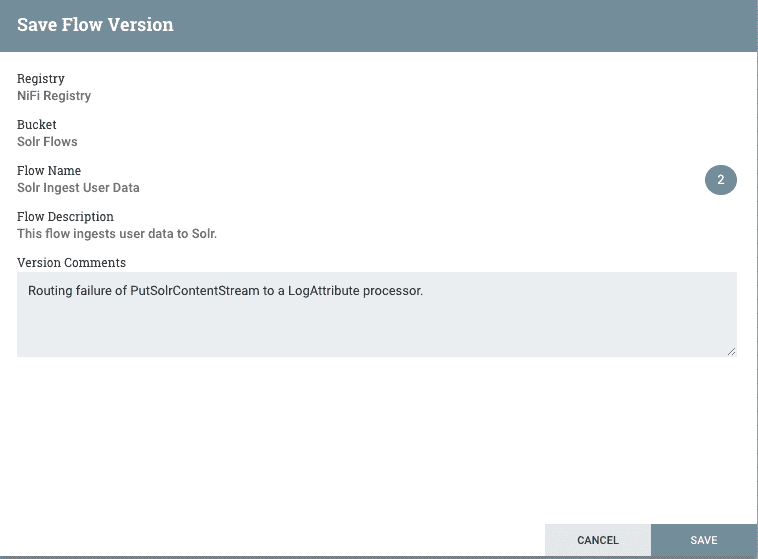 Save Flow Version
Registry
NiFi Registry
Bucket
Solr Flows
Flow Name
Solr Ingest User Data
2
Flow Description
This flow ingests user data to Solr.
Version Comments
Routing failure of PutSolrContentStream to a LogAttribute processor.
CANCEL
SAVE